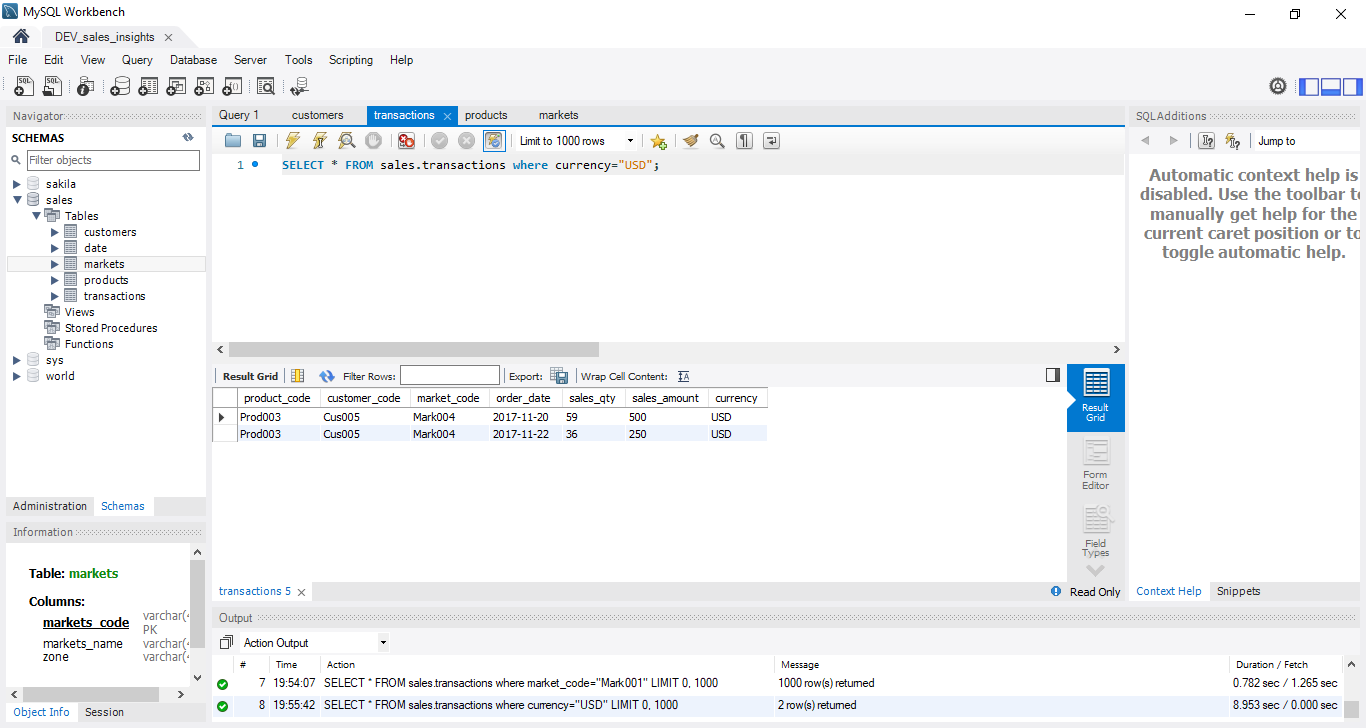 MySQL Workbench
DEV_sales_insights
File Edit View Query Database Server Tools Scripting Help
Navigator
SCHEMAS
Filter objects
sakila
sales
Tables
customers
date
markets
products
transactions
Views
Stored Procedures
Functions
sys
world
Administration Schemas
Information
Table: markets
Columns:
markets_code varchar(4
PK
markets_name varchar(4
zone varchar(4
Object Info Session
Query 1 customers transactions products markets
Limit to 1000 rows
1 SELECT * FROM sales.transactions where currency="USD";
Result Grid Filter Rows: Export: Wrap Cell Content:
product_code customer_code market_code order_date sales_qty sales_amount currency
Prod003 Cus005 Mark004 2017-11-20 59 500 USD
Prod003 Cus005 Mark004 2017-11-22 36 250 USD
Result
Grid
Form
Editor
Field
Types
transactions 5 Read Only
Output
Action Output
# Time Action Message Duration / Fetch
7 19:54:07 SELECT * FROM sales.transactions where market_code="Mark001" LIMIT 0, 1000 1000 row(s) returned 0.782 sec / 1.265 sec
8 19:55:42 SELECT * FROM sales.transactions where currency="USD" LIMIT 0, 1000 2 row(s) returned 8.953 sec / 0.000 sec
SQLAdditions
Jump to
Automatic context help is
disabled. Use the toolbar to
manually get help for the
current caret position or to
toggle automatic help.
Context Help Snippets